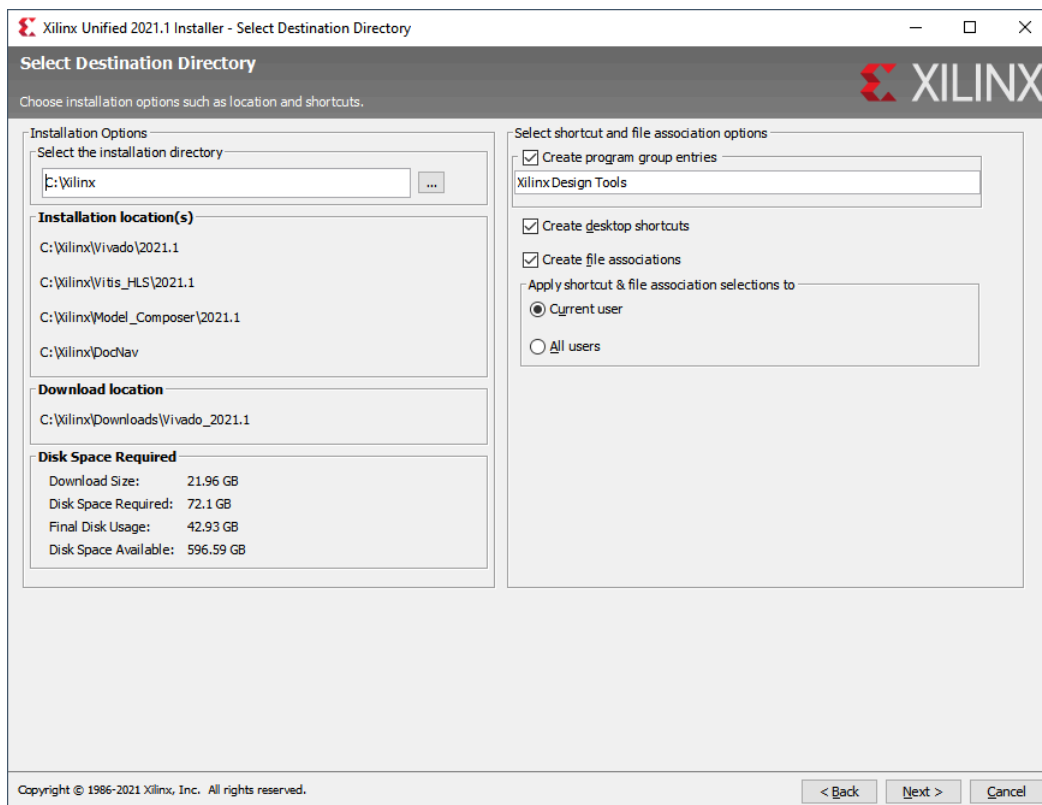 Xilinx Unified 2021.1 Installer - Select Destination Directory
Select Destination Directory
XILINX
Choose installation options such as location and shortcuts.
Installation Options
Select the installation directory
C:\Xilinx
...
Installation location(s)
C:\Xilinx\Vivado\2021.1
C:\Xilinx\Vitis_HLS\2021.1
C:\Xilinx\Model_Composer\2021.1
C:\Xilinx\DocNav
Download location
C:\Xilinx\Downloads\Vivado_2021.1
Disk Space Required
Download Size: 21.96 GB
Disk Space Required: 72.1 GB
Final Disk Usage: 42.93 GB
Disk Space Available: 596.59 GB
Select shortcut and file association options
Create program group entries
Xilinx Design Tools
Create desktop shortcuts
Create file associations
Apply shortcut & file association selections to
Current user
All users
Copyright © 1986-2021 Xilinx, Inc. All rights reserved.
< Back
Next >
Cancel